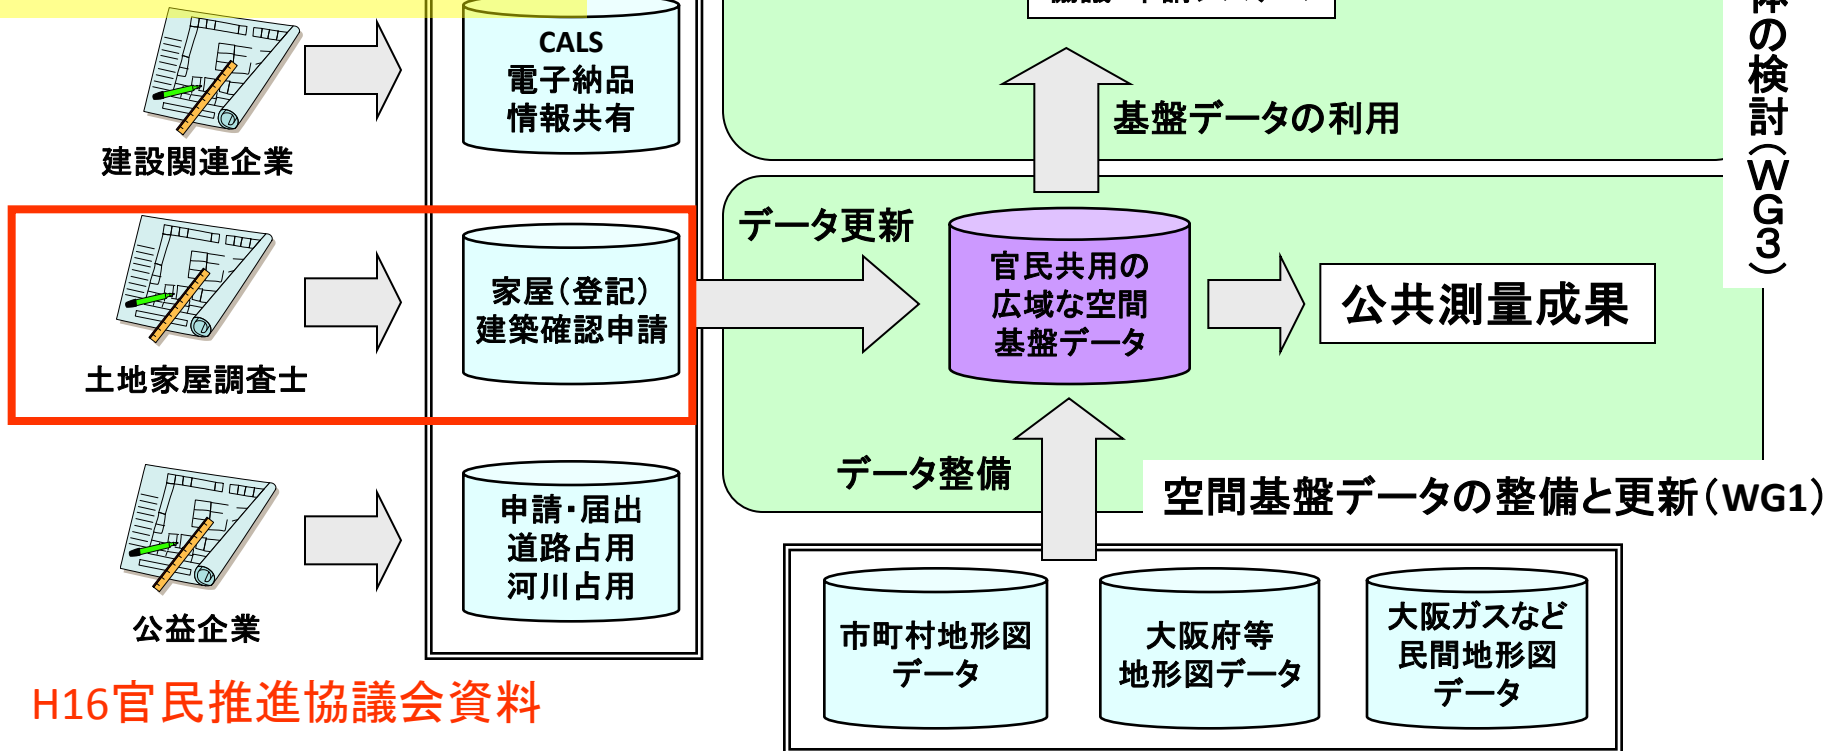 CALS
電子納品
情報共有
建設関連企業
基盤データの利用
体の検討（WG3）
データ更新
家屋（登記）
建築確認申請
土地家屋調査士
官民共用の
広域な空間
基盤データ
公共測量成果
データ整備
空間基盤データの整備と更新（WG1）
申請・届出
道路占用
河川占用
公益企業
市町村地形図
データ
大阪府等
地形図データ
大阪ガスなど
民間地形図
データ
H16官民推進協議会資料